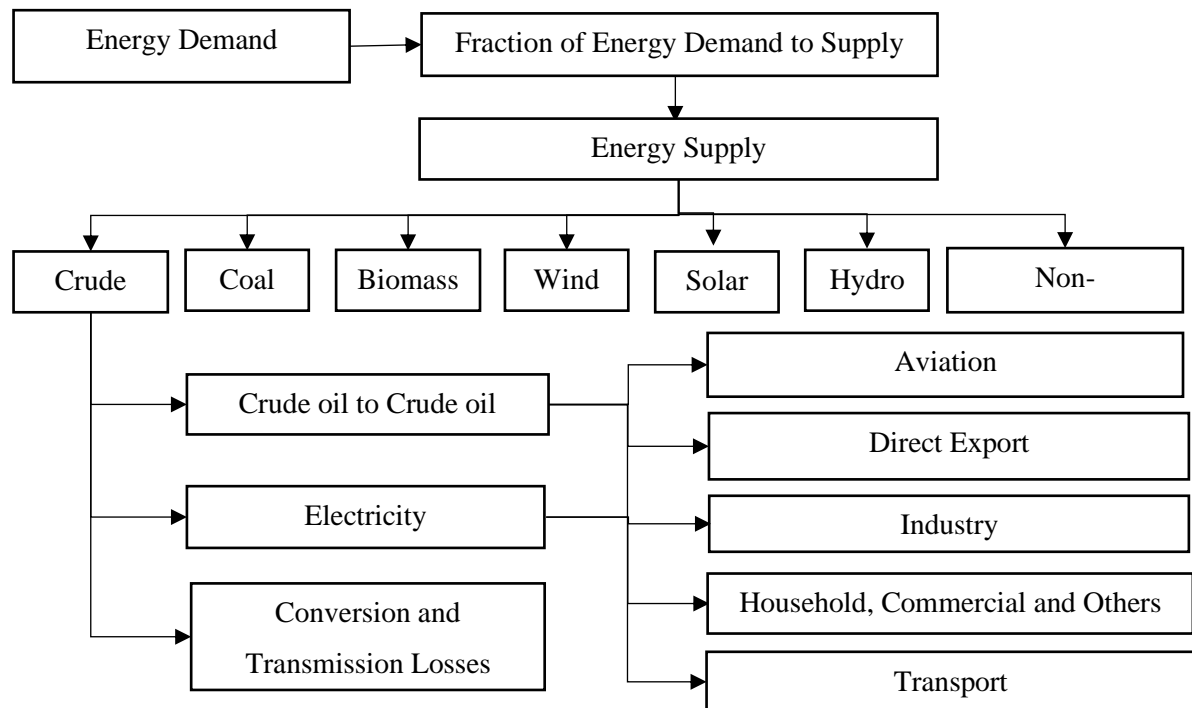 Energy Demand
Fraction of Energy Demand to Supply
Energy Supply
Crude
Coal
Biomass
Wind
Solar
Hydro
Non-
Aviation
Crude oil to Crude oil
Direct Export
Electricity
Industry
Conversion and
Transmission Losses
Household, Commercial and Others
Transport